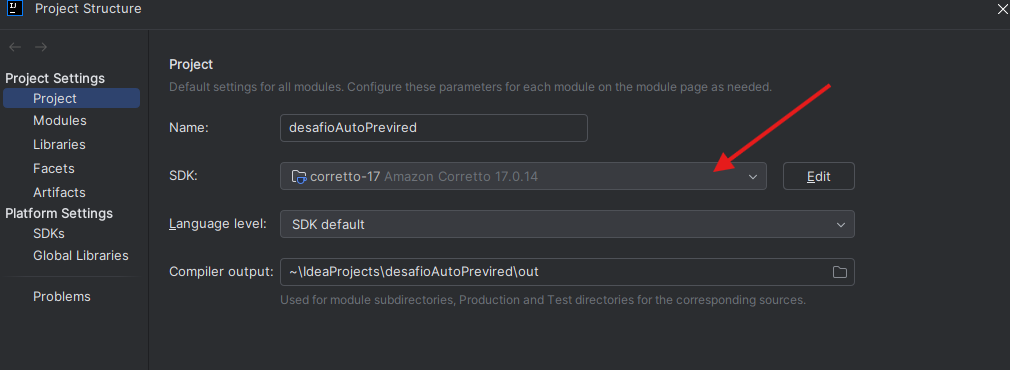 IJ
Project Structure
Project Settings
Project
Modules
Libraries
Facets
Artifacts
Platform Settings
SDKs
Global Libraries
Problems
Project
Default settings for all modules. Configure these parameters for each module on the module page as needed.
Name: desafioAutoPrevired
SDK: corretto-17 Amazon Corretto 17.0.14 Edit
Language level: SDK default
Compiler output: ~\IdeaProjects\desafioAutoPrevired\out
Used for module subdirectories, Production and Test directories for the corresponding sources.